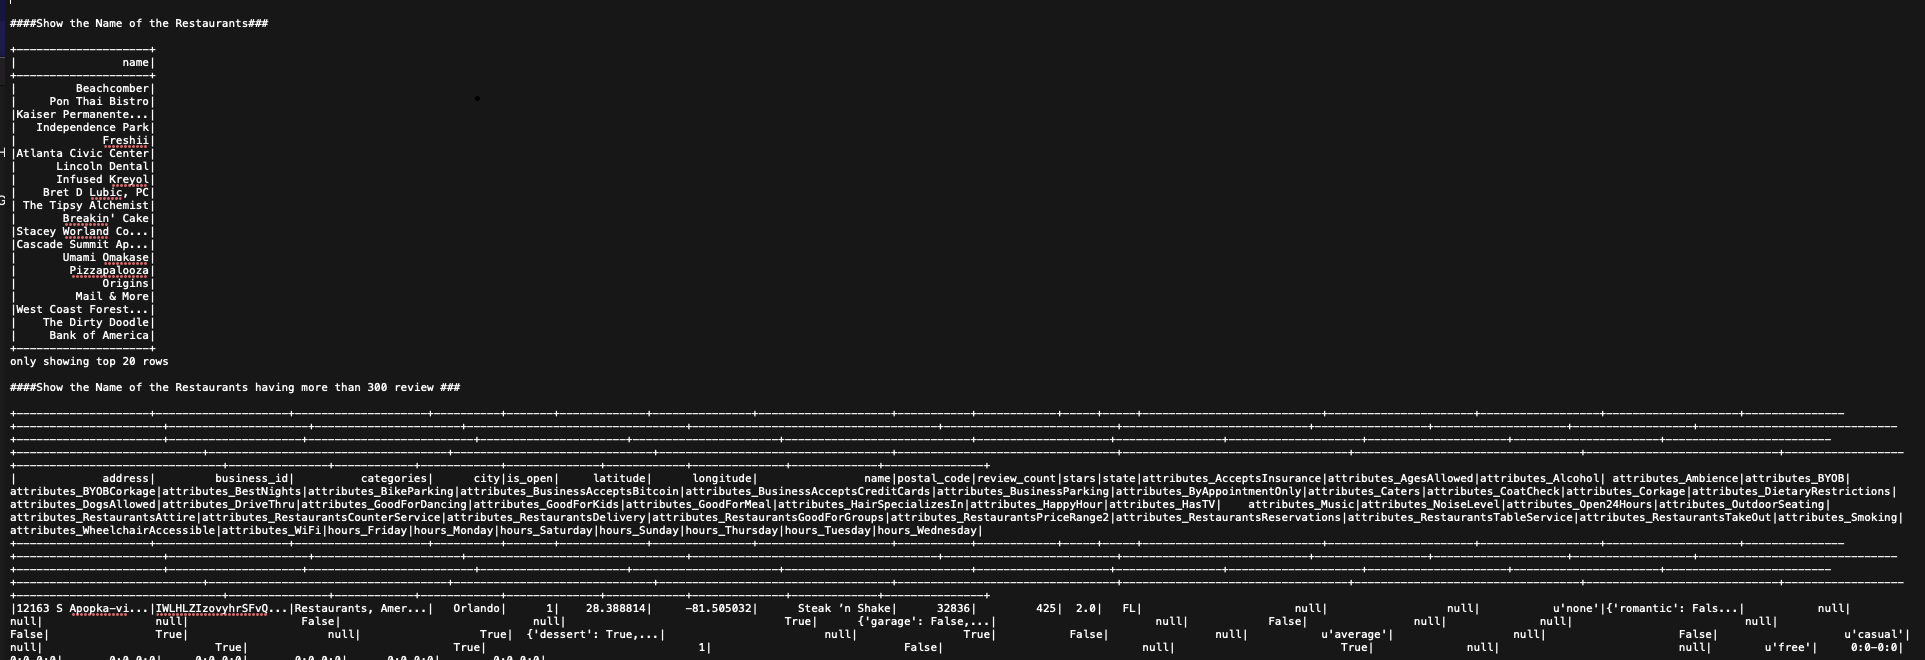 ####Show the Name of the Restaurants###
+--------------------+
|                name|
+--------------------+
|         Beachcomber|
|     Pon Thai Bistro|
|Kaiser Permanente...|
|   Independence Park|
|             Freshii|
|Atlanta Civic Center|
|      Lincoln Dental|
|      Infused Kreyol|
|    Bret D Lubic, PC|
| The Tipsy Alchemist|
|       Breakin' Cake|
|Stacey Worland Co...|
|Cascade Summit Ap...|
|       Umami Omakase|
|        Pizzapalooza|
|             Origins|
|         Mail & More|
|West Coast Forest...|
|    The Dirty Doodle|
|     Bank of America|
+--------------------+
only showing top 20 rows
####Show the Name of the Restaurants having more than 300 review ###
| address| business_id| categories| city|is_open| latitude| longitude| name|postal_code|review_count|stars|state|attributes_AcceptsInsurance|attributes_AgesAllowed|attributes_Alcohol| attributes_Ambience|attributes_BYOB|
attributes_BYOBCorkage|attributes_BestNights|attributes_BikeParking|attributes_BusinessAcceptsBitcoin|attributes_BusinessAcceptsCreditCards|attributes_BusinessParking|attributes_ByAppointmentOnly|attributes_Caters|attributes_CoatCheck|attributes_Corkage|attributes_DietaryRestrictions|
attributes_DogsAllowed|attributes_DriveThru|attributes_GoodForDancing|attributes_GoodForKids|attributes_GoodForMeal|attributes_HairSpecializesIn|attributes_HappyHour|attributes_HasTV| attributes_Music|attributes_NoiseLevel|attributes_Open24Hours|attributes_OutdoorSeating|
attributes_RestaurantsAttire|attributes_RestaurantsCounterService|attributes_RestaurantsDelivery|attributes_RestaurantsGoodForGroups|attributes_RestaurantsPriceRange2|attributes_RestaurantsReservations|attributes_RestaurantsTableService|attributes_RestaurantsTakeOut|attributes_Smoking|
attributes_WheelchairAccessible|attributes_WiFi|hours_Friday|hours_Monday|hours_Saturday|hours_Sunday|hours_Thursday|hours_Tuesday|hours_Wednesday|
|12163 S Apopka-vi...|IWLHLZIzovyhrSFvQ...|Restaurants, Amer...| Orlando| 1| 28.388814| -81.505032| Steak 'n Shake| 32836| 425| 2.0| FL| null| null| u'none'|{'romantic': Fals...| null|
null| null| False| null| True| {'garage': False,...| null| False| null| null| null|
False| True| null| True| {'dessert': True,...| null| True| False| null| u'average'| null| False| u'casual'|
null| True| True| 1| False| null| True| null| null| u'free'| 0:0-0:0|
0:0-0:0| 0:0-0:0| 0:0-0:0| 0:0-0:0| 0:0-0:0| 0:0-0:0|